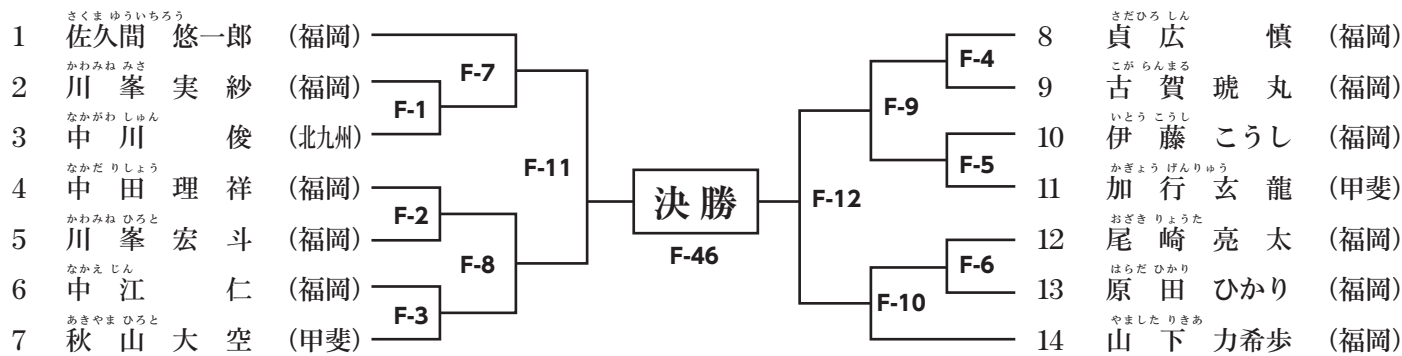 さくま ゆういちろう
1 佐久間 悠一郎 (福岡)
かわみね みさ
2 川峯実紗 (福岡)
なかがわ しゅん
3 中川 俊 (北九州)
なかだ りしょう
4 中田理祥 (福岡)
かわみね ひろと
5 川峯宏斗 (福岡)
なかえ じん
6 中江 仁 (福岡)
あきやま ひろと
7 秋山大空 (甲斐)
F-7
F-1
F-11
F-2
F-8
F-3
決勝
F-46
F-4
F-9
F-5
F-12
F-6
F-10
さだひろ しん
8 貞広 慎 (福岡)
こが らんまる
9 古賀琥丸 (福岡)
いとう こうし
10 伊藤こうし (福岡)
かぎょう げんりゅう
11 加行玄龍 (甲斐)
おざき りょうた
12 尾崎亮太 (福岡)
はらだ ひかり
13 原田ひかり (福岡)
やました りきあ
14 山下力希歩 (福岡)